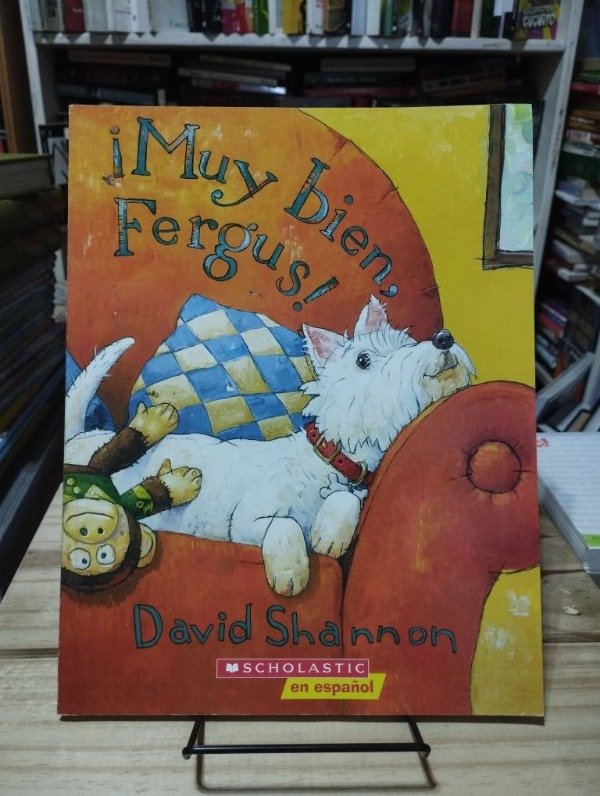 ¡Muy bien,
Fergus!
David Shannon
SCHOLASTIC
en español